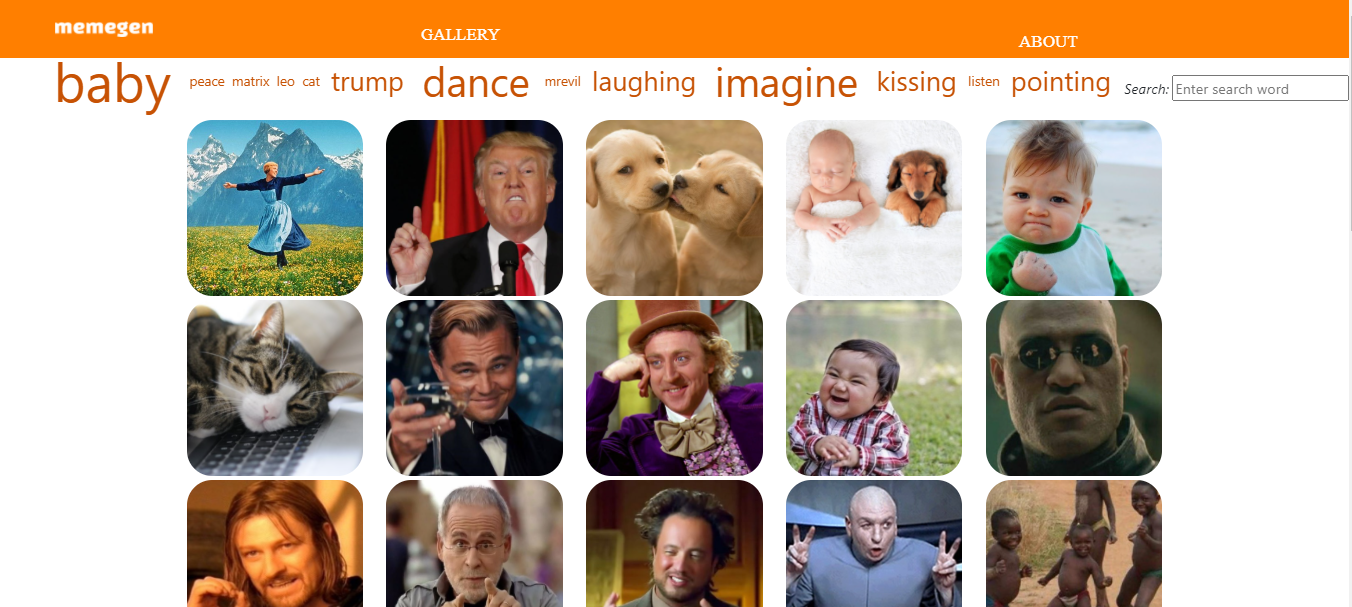 memegen
GALLERY
ABOUT
baby peace matrix leo cat trump dance mrevil laughing imagine kissing listen pointing Search: Enter search word